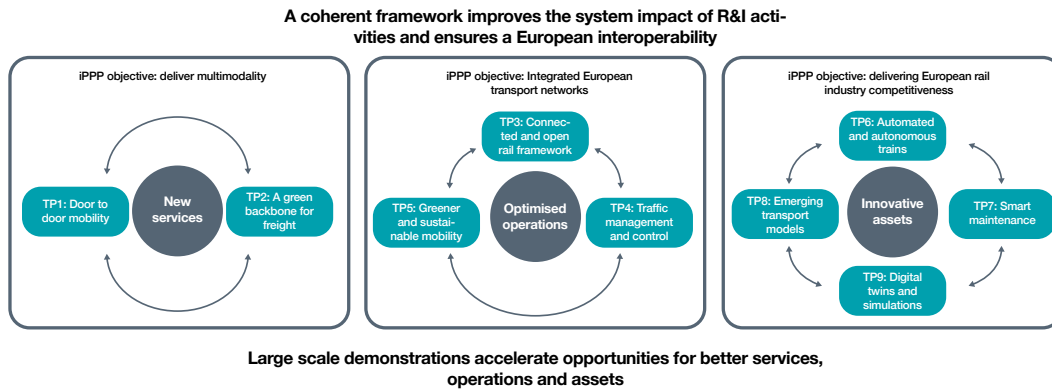 A coherent framework improves the system impact of R&I acti-
vities and ensures a European interoperability
iPPP objective: deliver multimodality
TP1: Door to
door mobility
New
services
TP2: A green
backbone for
freight
iPPP objective: Integrated European
transport networks
TP3: Connec-
ted and open
rail framework
TP5: Greener
and sustai-
nable mobility
Optimised
operations
TP4: Traffic
management
and control
iPPP objective: delivering European rail
industry competitiveness
TP6: Automated
and autonomous
trains
TP8: Emerging
transport
models
Innovative
assets
TP7: Smart
maintenance
TP9: Digital
twins and
simulations
Large scale demonstrations accelerate opportunities for better services,
operations and assets